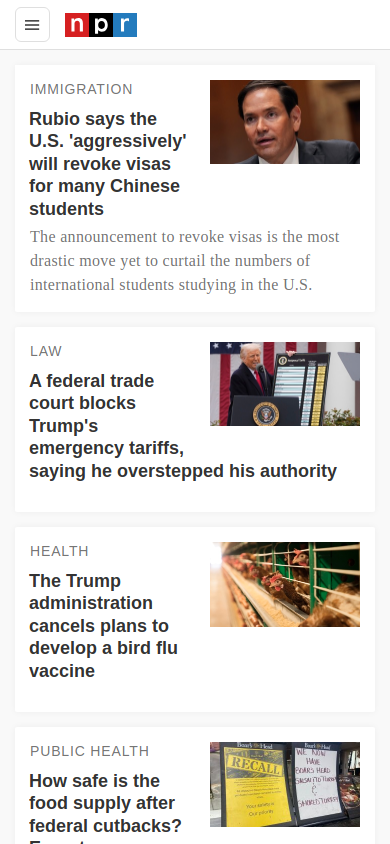 npr
IMMIGRATION
Rubio says the
U.S. 'aggressively'
will revoke visas
for many Chinese
students
The announcement to revoke visas is the most
drastic move yet to curtail the numbers of
international students studying in the U.S.
LAW
A federal trade
court blocks
Trump's
emergency tariffs,
saying he overstepped his authority
HEALTH
The Trump
administration
cancels plans to
develop a bird flu
vaccine
PUBLIC HEALTH
How safe is the
food supply after
federal cutbacks?
RECALL
WE NOW
HAVE
BOARS HEAD